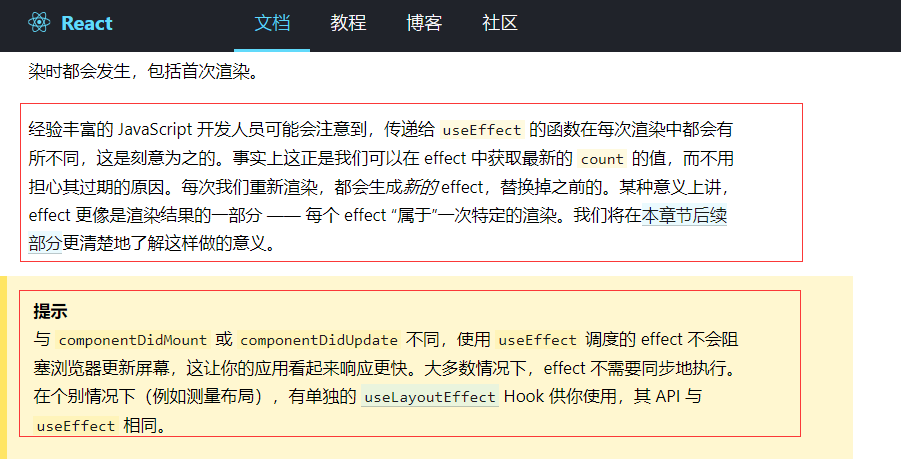 React 文档 教程 博客 社区
染时都会发生，包括首次渲染。
经验丰富的 JavaScript 开发人员可能会注意到，传递给 useEffect 的函数在每次渲染中都会有
所不同，这是刻意为之的。事实上这正是我们可以在 effect 中获取最新的 count 的值，而不用
担心其过期的原因。每次我们重新渲染，都会生成新的 effect，替换掉之前的。某种意义上讲，
effect 更像是渲染结果的一部分 —— 每个 effect “属于”一次特定的渲染。我们将在本章节后续
部分更清楚地了解这样做的意义。
提示
与 componentDidMount 或 componentDidUpdate 不同，使用 useEffect 调度的 effect 不会阻
塞浏览器更新屏幕，这让你的应用看起来响应更快。大多数情况下，effect 不需要同步地执行。
在个别情况下（例如测量布局），有单独的 useLayoutEffect Hook 供你使用，其 API 与
useEffect 相同。